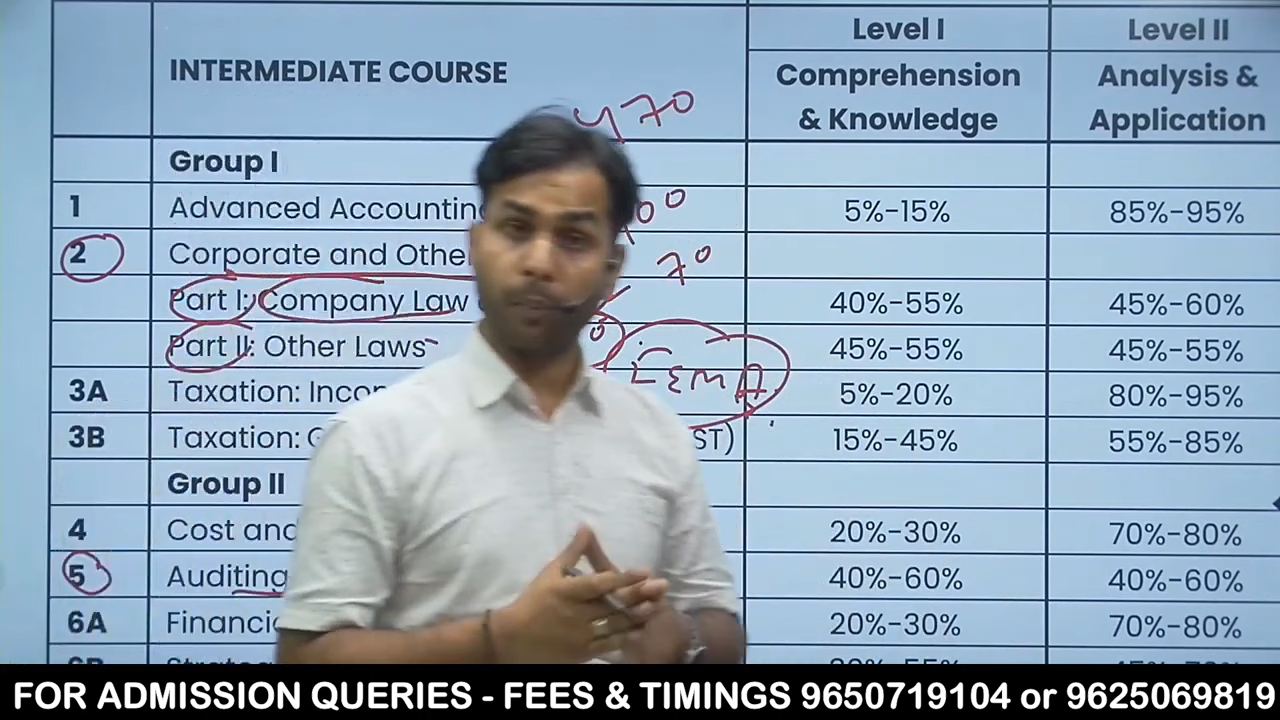 Level I Level II
INTERMEDIATE COURSE Comprehension & Knowledge Analysis & Application
470
Group I
1 Advanced Accounting 5%-15% 85%-95%
2 Corporate and Othe
70
Part I: Company Law 40%-55% 45%-60%
Part II: Other Laws 45%-55% 45%-55%
FEMA
3A Taxation: Inco 5%-20% 80%-95%
3B Taxation: G ST) 15%-45% 55%-85%
Group II
4 Cost and 20%-30% 70%-80%
5 Auditing 40%-60% 40%-60%
6A Financi 20%-30% 70%-80%
FOR ADMISSION QUERIES - FEES & TIMINGS 9650719104 or 9625069819